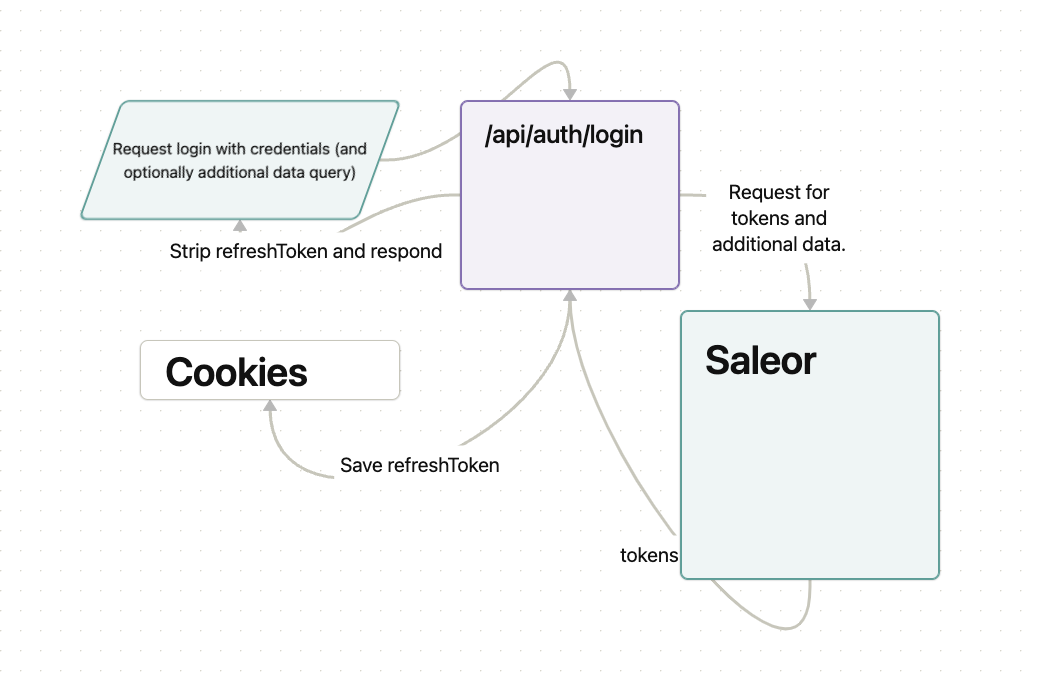 Request login with credentials (and
optionally additional data query)
/api/auth/login
Request for
tokens and
additional data.
Strip refreshToken and respond
Cookies
Saleor
Save refreshToken
tokens